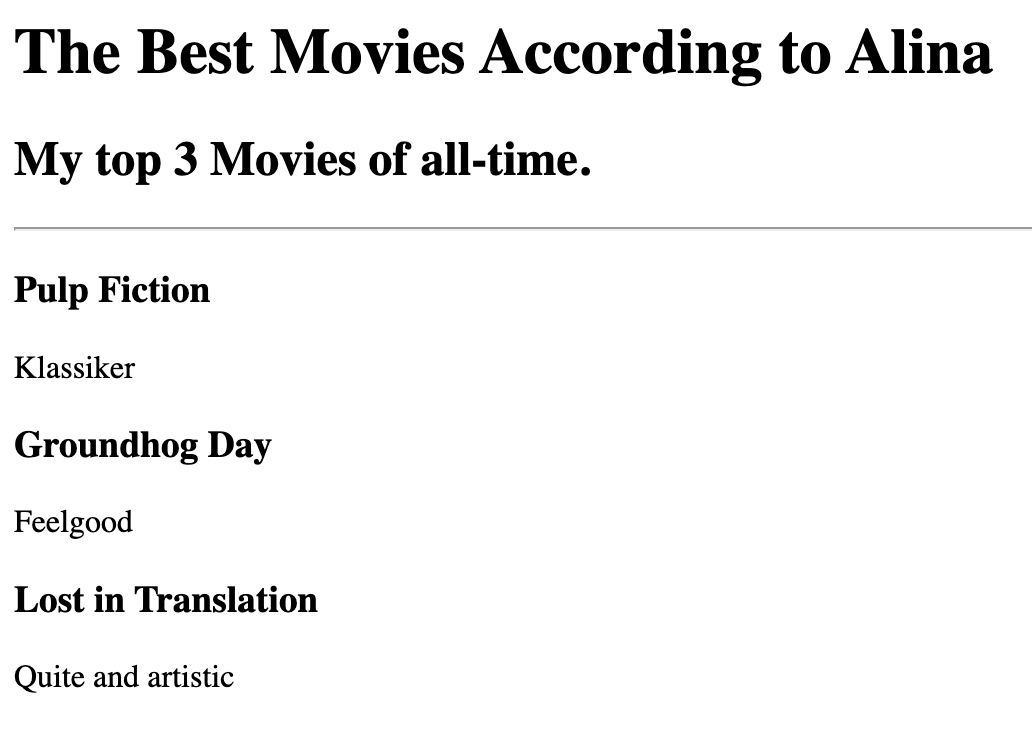 The Best Movies According to Alina
My top 3 Movies of all-time.
Pulp Fiction
Klassiker
Groundhog Day
Feelgood
Lost in Translation
Quite and artistic